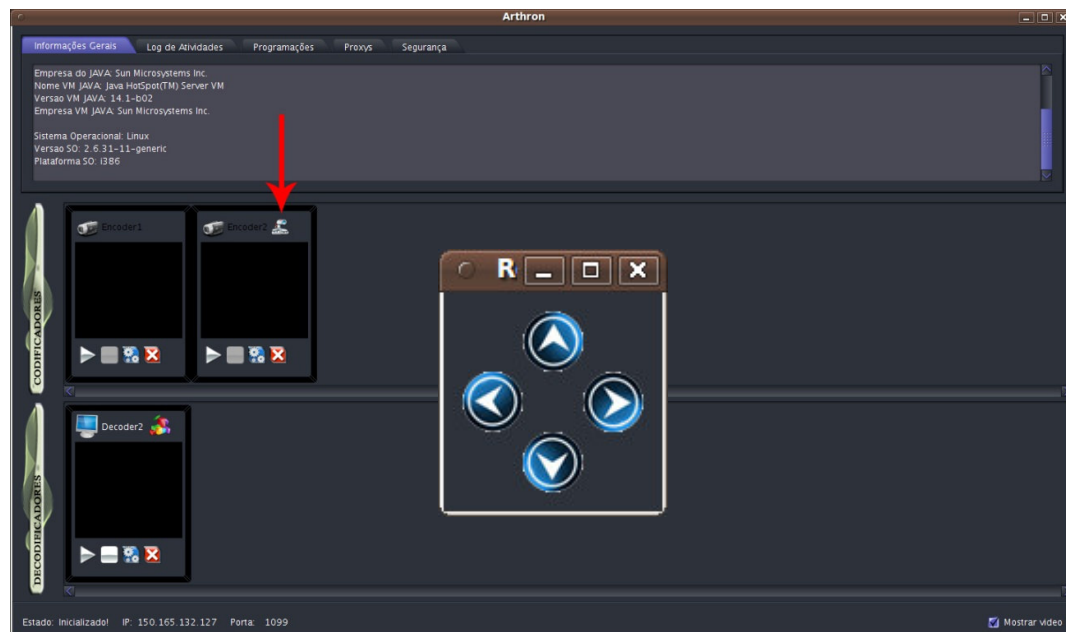 Arthron
Informações Gerais Log de Atividades Programações Proxys Segurança
Empresa do JAVA: Sun Microsystems Inc.
Nome VM JAVA: Java HotSpot(TM) Server VM
Versao VM JAVA: 14.1-b02
Empresa VM JAVA: Sun Microsystems Inc.
Sistema Operacional: Linux
Versao SO: 2.6.31-11-generic
Plataforma SO: i386
CODIFICADORES
Encoder1
Encoder2
R
DECODIFICADORES
Decoder2
Estado: Inicializado! IP: 150.165.132.127 Porta: 1099
Mostrar video